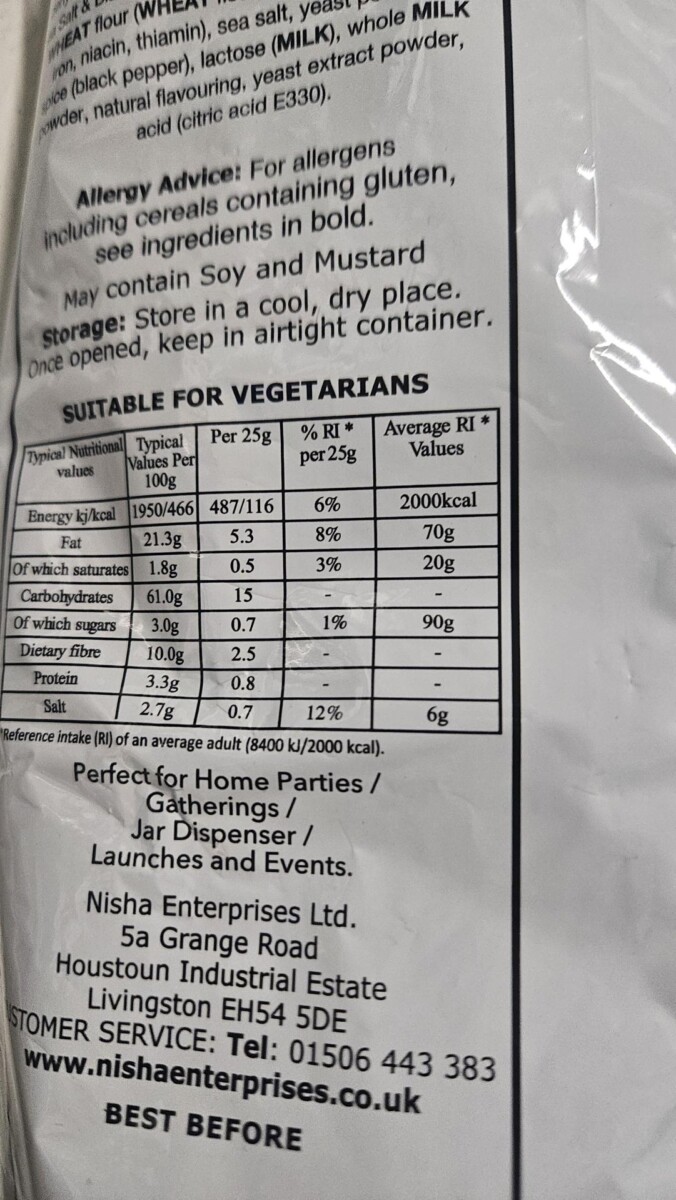 Salt &
WHEAT flour (WHEAT
iron, niacin, thiamin), sea salt, yeast
spice (black pepper), lactose (MILK), whole MILK
powder, natural flavouring, yeast extract powder,
acid (citric acid E330).
Allergy Advice: For allergens
including cereals containing gluten,
see ingredients in bold.
May contain Soy and Mustard
Storage: Store in a cool, dry place.
Once opened, keep in airtight container.
SUITABLE FOR VEGETARIANS
Typical Nutritional values Typical Values Per 100g Per 25g % RI * per 25g Average RI * Values
Energy kj/kcal 1950/466 487/116 6% 2000kcal
Fat 21.3g 5.3 8% 70g
Of which saturates 1.8g 0.5 3% 20g
Carbohydrates 61.0g 15 - -
Of which sugars 3.0g 0.7 1% 90g
Dietary fibre 10.0g 2.5 - -
Protein 3.3g 0.8 - -
Salt 2.7g 0.7 12% 6g
*Reference intake (RI) of an average adult (8400 kJ/2000 kcal).
Perfect for Home Parties /
Gatherings /
Jar Dispenser /
Launches and Events.
Nisha Enterprises Ltd.
5a Grange Road
Houstoun Industrial Estate
Livingston EH54 5DE
CUSTOMER SERVICE: Tel: 01506 443 383
www.nishaenterprises.co.uk
BEST BEFORE